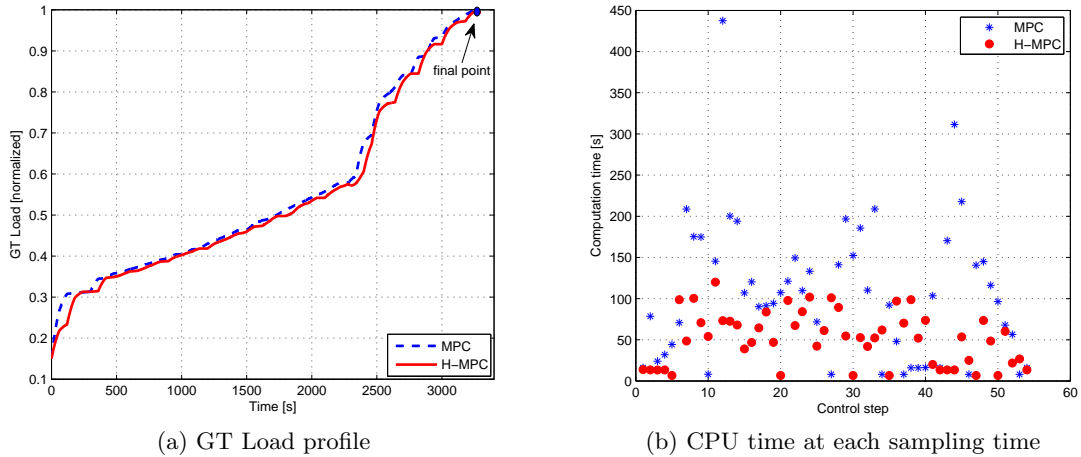 1
0.9
0.8
0.7
0.6
0.5
0.4
0.3
0.2
0.1
0 500 1000 1500 2000 2500 3000
GT Load [normalized]
Time [s]
final point
MPC
H-MPC
(a) GT Load profile
450
400
350
300
250
200
150
100
50
0
0 10 20 30 40 50 60
Computation time [s]
Control step
MPC
H-MPC
(b) CPU time at each sampling time